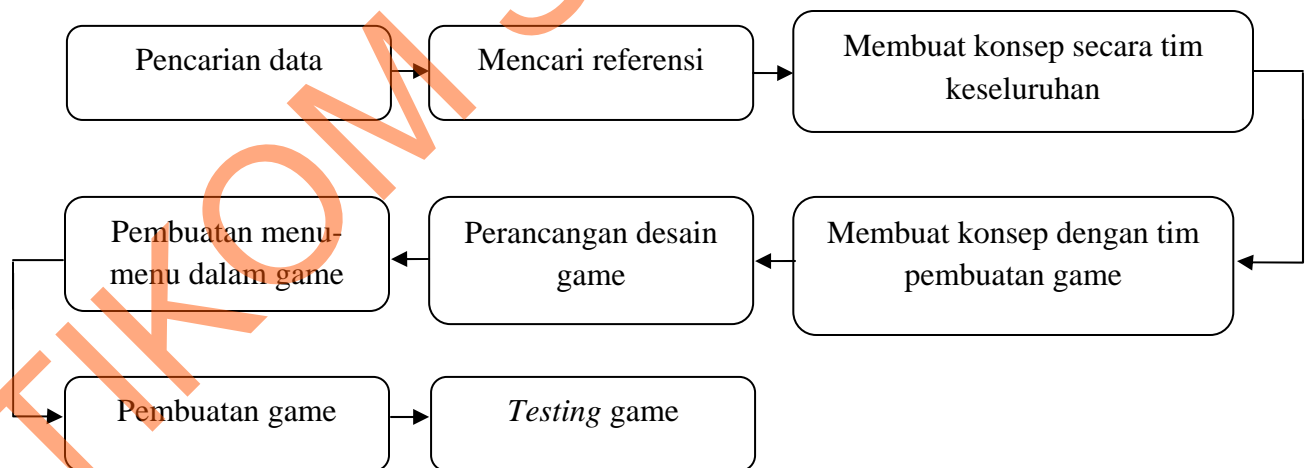 Pencarian data
Mencari referensi
Membuat konsep secara tim
keseluruhan
Membuat konsep dengan tim
pembuatan game
Perancangan desain
game
Pembuatan menu-
menu dalam game
Pembuatan game
Testing game
TIKOM S